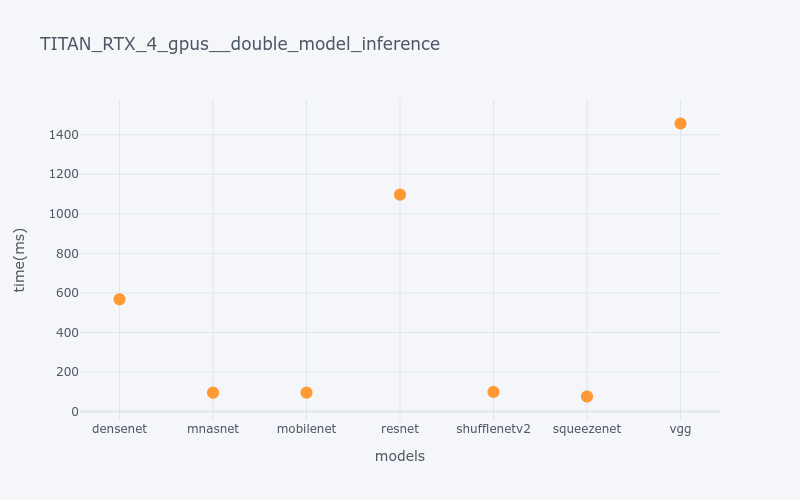 TITAN_RTX_4_gpus__double_model_inference
time(ms)
1400
1200
1000
800
600
400
200
0
densenet mnasnet mobilenet resnet shufflenetv2 squeezenet vgg
models